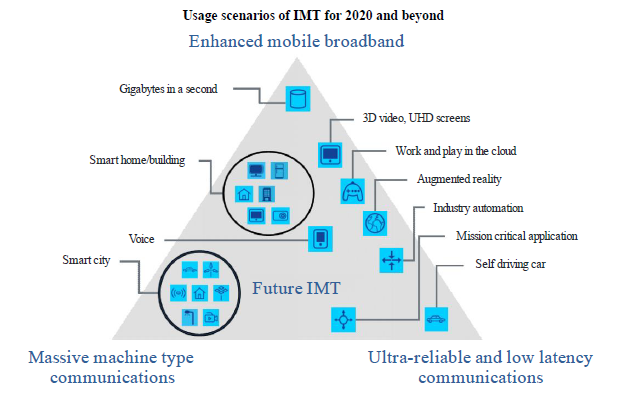 Usage scenarios of IMT for 2020 and beyond
Enhanced mobile broadband
Gigabytes in a second
3D video, UHD screens
Smart home/building
Work and play in the cloud
Augmented reality
Industry automation
Voice
Mission critical application
Smart city
Self driving car
Future IMT
Massive machine type
communications
Ultra-reliable and low latency
communications